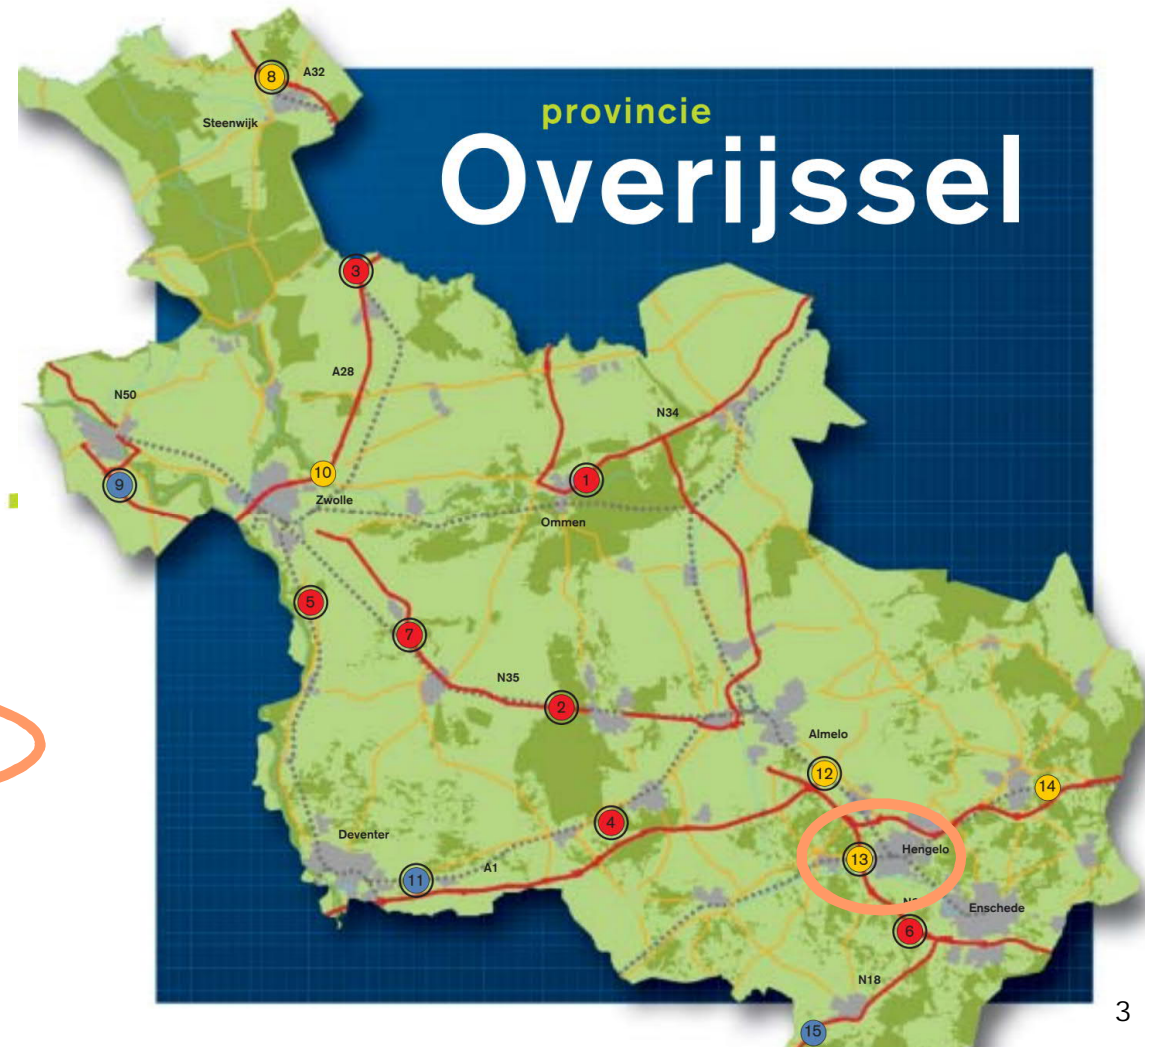 provincie
Overijssel
8
A32
Steenwijk
3
A28
N50
N34
10
9
Zwolle
1
Ommen
5
7
N35
2
Almelo
12
14
4
Deventer
Hengelo
13
A1
11
Enschede
6
N18
3
15